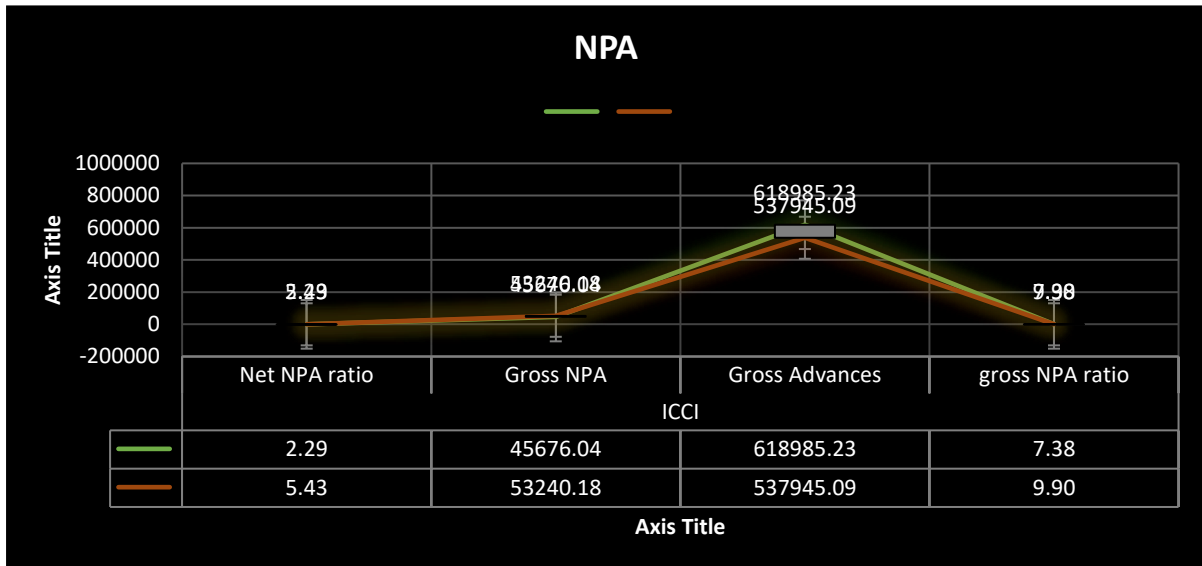 NPA
Axis Title
1000000
800000
600000
400000
200000
0
-200000
618985.23
537945.09
Net NPA ratio Gross NPA Gross Advances gross NPA ratio
ICCI
2.29 45676.04 618985.23 7.38
5.43 53240.18 537945.09 9.90
Axis Title